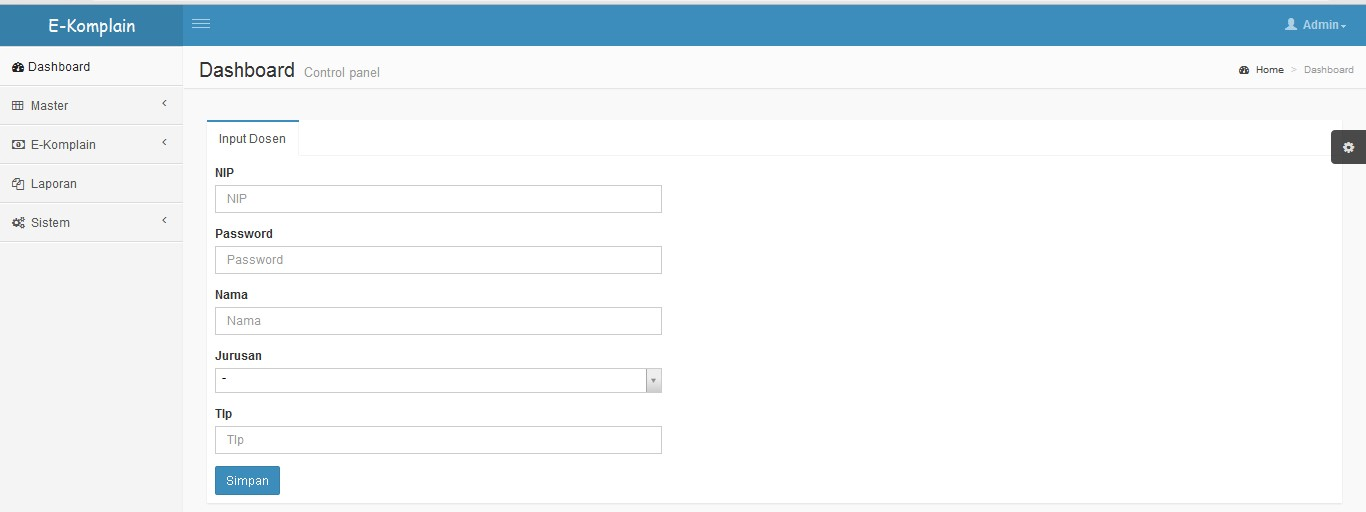 E-Komplain
Admin
Dashboard
Master
E-Komplain
Laporan
Sistem
Dashboard Control panel
Home > Dashboard
Input Dosen
NIP
NIP
Password
Password
Nama
Nama
Jurusan
-
Tlp
Tlp
Simpan